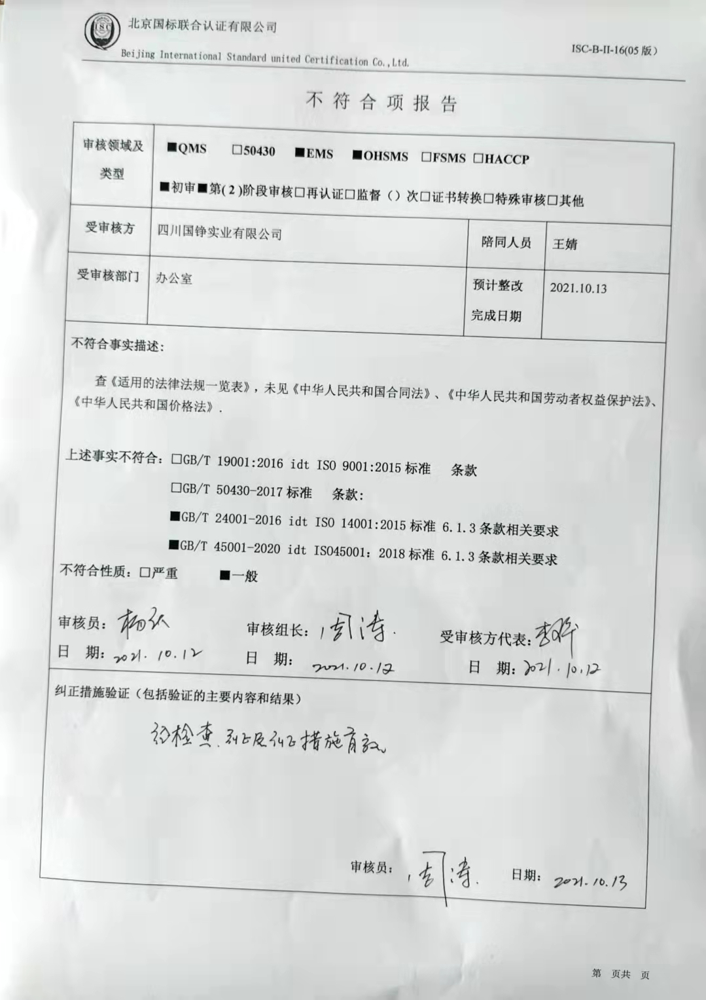 ISC
北京国标联合认证有限公司
Beijing International Standard united Certification Co.,Ltd.
ISC-B-II-16(05 版)
不符合项报告
审核领域及
类型
■QMS □50430 ■EMS ■OHSMS □FSMS □HACCP
■初审■第(2)阶段审核□再认证□监督（）次□证书转换□特殊审核□其他
受审核方
四川国铮实业有限公司
陪同人员
王婧
受审核部门
办公室
预计整改
完成日期
2021.10.13
不符合事实描述:
查《适用的法律法规一览表》，未见《中华人民共和国合同法》、《中华人民共和国劳动者权益保护法》、
《中华人民共和国价格法》.
上述事实不符合：□GB/T 19001:2016 idt ISO 9001:2015 标准 条款
□GB/T 50430-2017 标准 条款:
■GB/T 24001-2016 idt ISO 14001:2015 标准 6.1.3 条款相关要求
■GB/T 45001-2020 idt ISO45001：2018 标准 6.1.3 条款相关要求
不符合性质：□严重 ■一般
审核员: 审核组长: 周涛 受审核方代表:
日 期: 2021.10.12 日 期: 2021.10.12 日 期: 2021.10.12
纠正措施验证（包括验证的主要内容和结果）
检查、纠正及纠正措施有效
审核员: 周涛 日期: 2021.10.13
第 页共 页